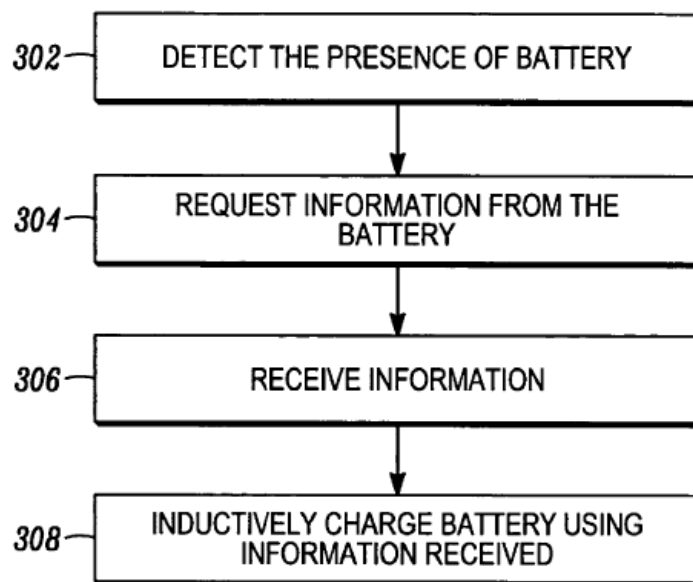 302
DETECT THE PRESENCE OF BATTERY
304
REQUEST INFORMATION FROM THE
BATTERY
306
RECEIVE INFORMATION
308
INDUCTIVELY CHARGE BATTERY USING
INFORMATION RECEIVED